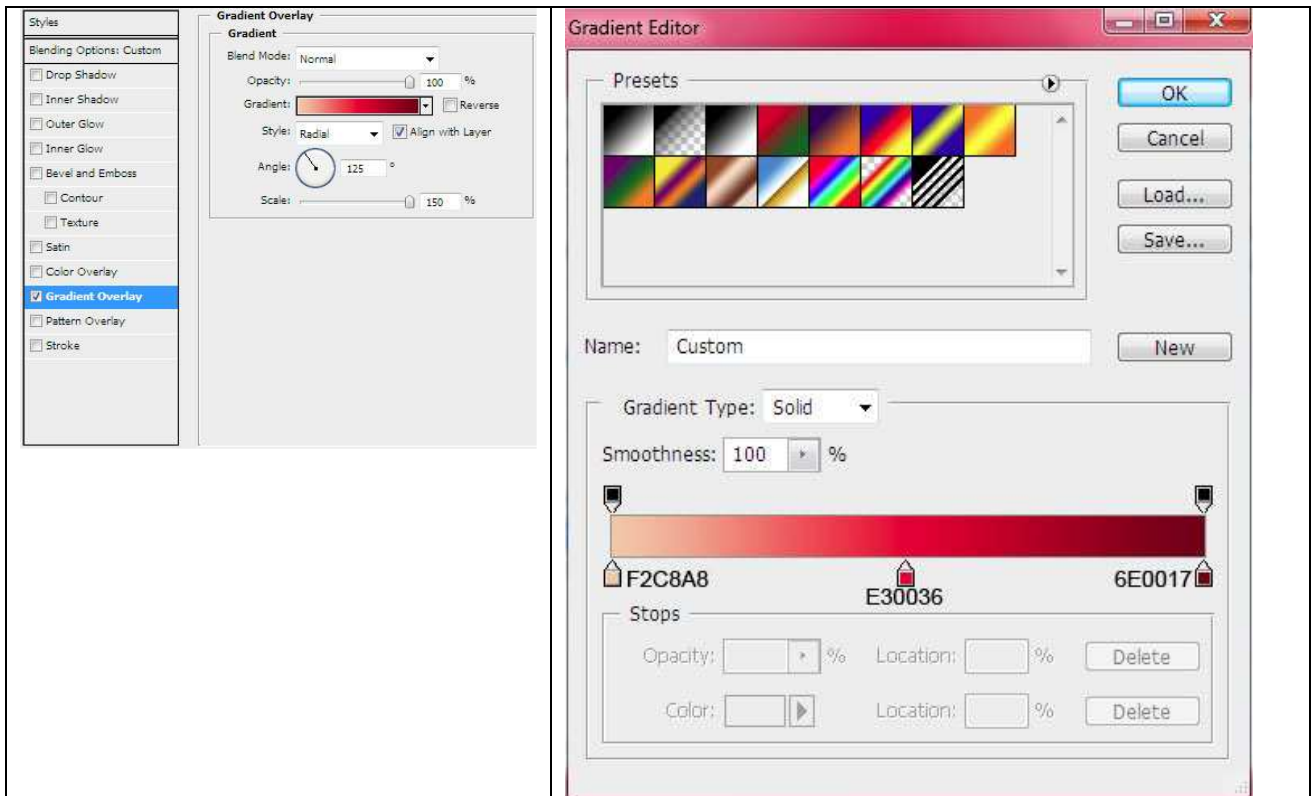 Styles
Blending Options: Custom
Drop Shadow
Inner Shadow
Outer Glow
Inner Glow
Bevel and Emboss
Contour
Texture
Satin
Color Overlay
Gradient Overlay
Pattern Overlay
Stroke
Gradient Overlay
Gradient
Blend Mode: Normal
Opacity: 100 %
Gradient: Reverse
Style: Radial Align with Layer
Angle: 125 °
Scale: 150 %
Gradient Editor
Presets
OK
Cancel
Load...
Save...
Name: Custom
New
Gradient Type: Solid
Smoothness: 100 %
F2C8A8
E30036
6E0017
Stops
Opacity: % Location: % Delete
Color: Location: % Delete